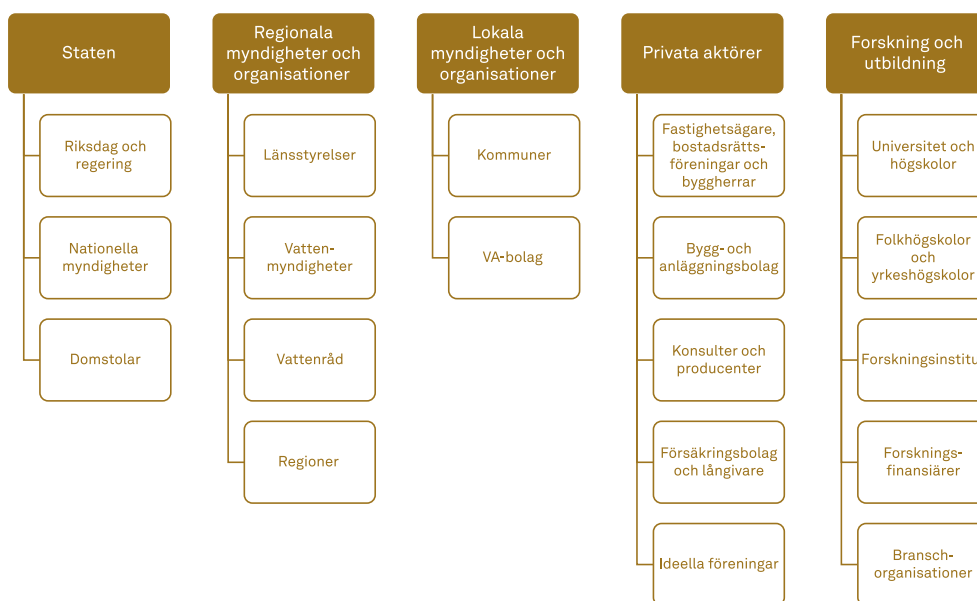 Staten
Riksdag och
regering
Nationella
myndigheter
Domstolar
Regionala
myndigheter och
organisationer
Länsstyrelser
Vatten-
myndigheter
Vattenråd
Regioner
Lokala
myndigheter och
organisationer
Kommuner
VA-bolag
Privata aktörer
Fastighetsägare,
bostadsrätts-
föreningar och
byggherrar
Bygg- och
anläggningsbolag
Konsulter och
producenter
Försäkringsbolag
och långivare
Ideella föreningar
Forskning och
utbildning
Universitet och
högskolor
Folkhögskolor
och
yrkeshögskolor
Forskningsinstitu
Forsknings-
finansiärer
Bransch-
organisationer